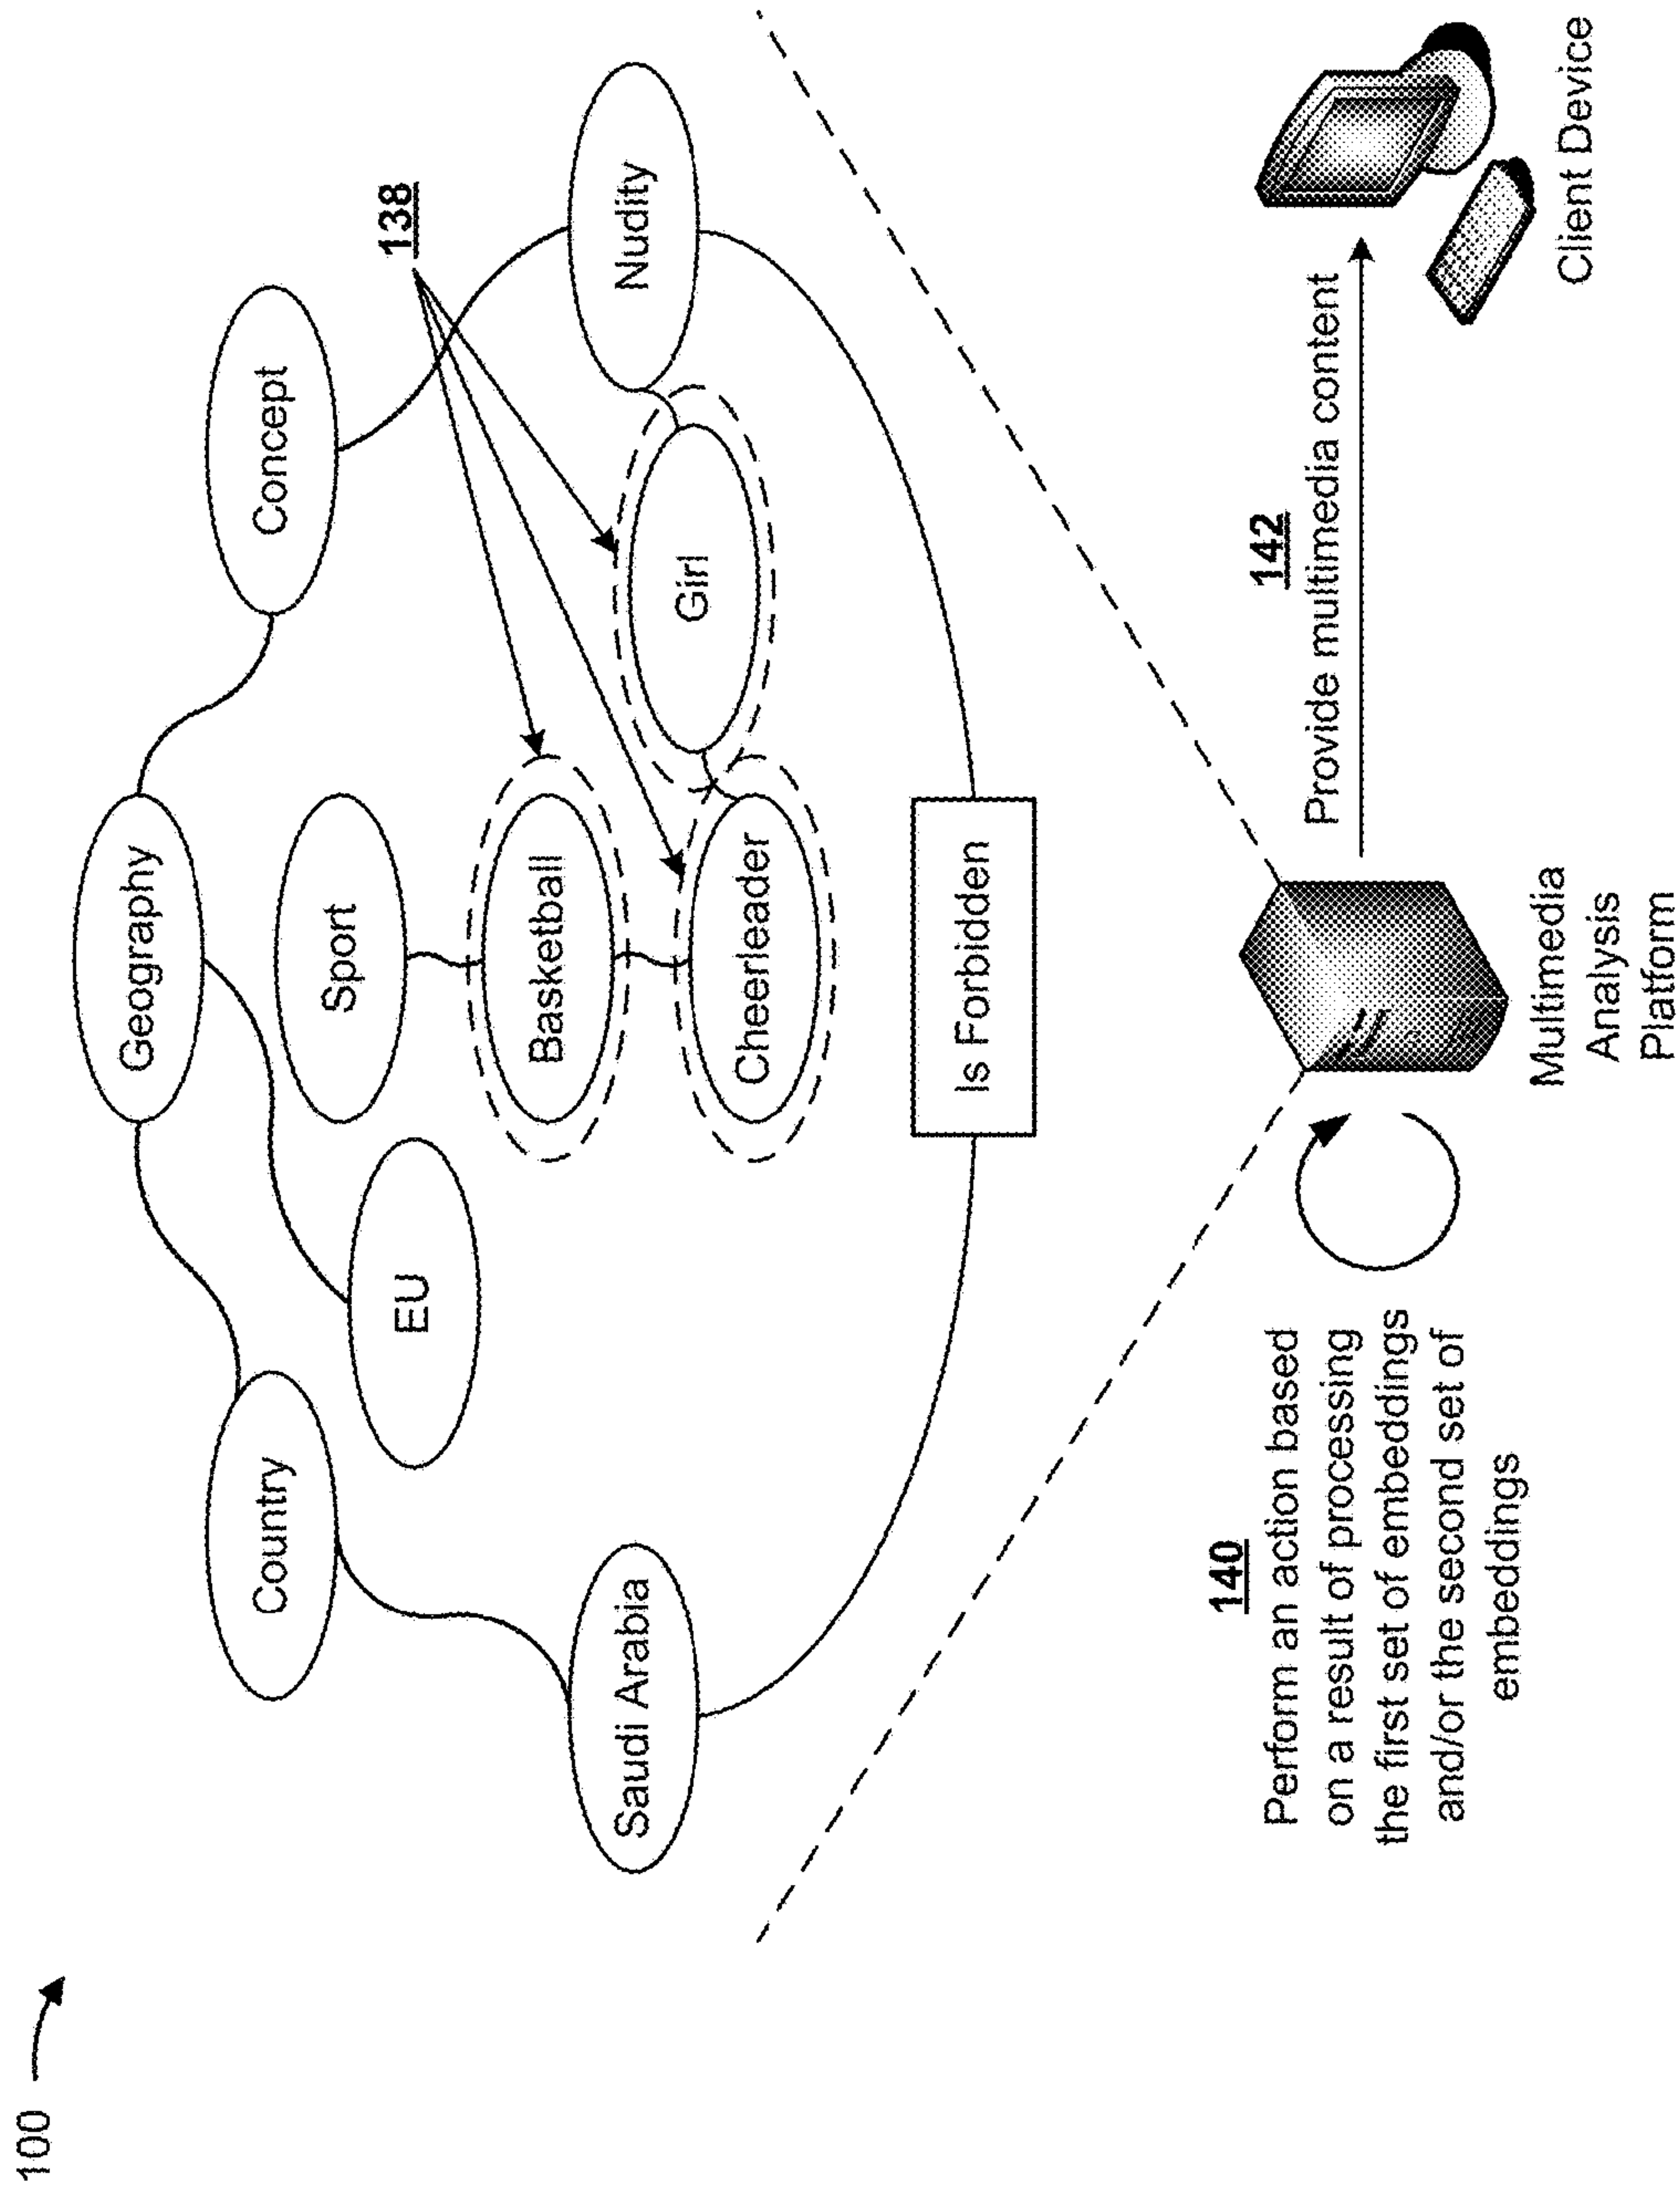 100
Geography
Country
Concept
Sport
EU
138
Basketball
Saudi Arabia
Nudity
Girl
Cheerleader
Is Forbidden
140
Perform an action based
on a result of processing
the first set of embeddings
and/or the second set of
embeddings
142
Provide multimedia content
Multimedia
Analysis
Platform
Client Device